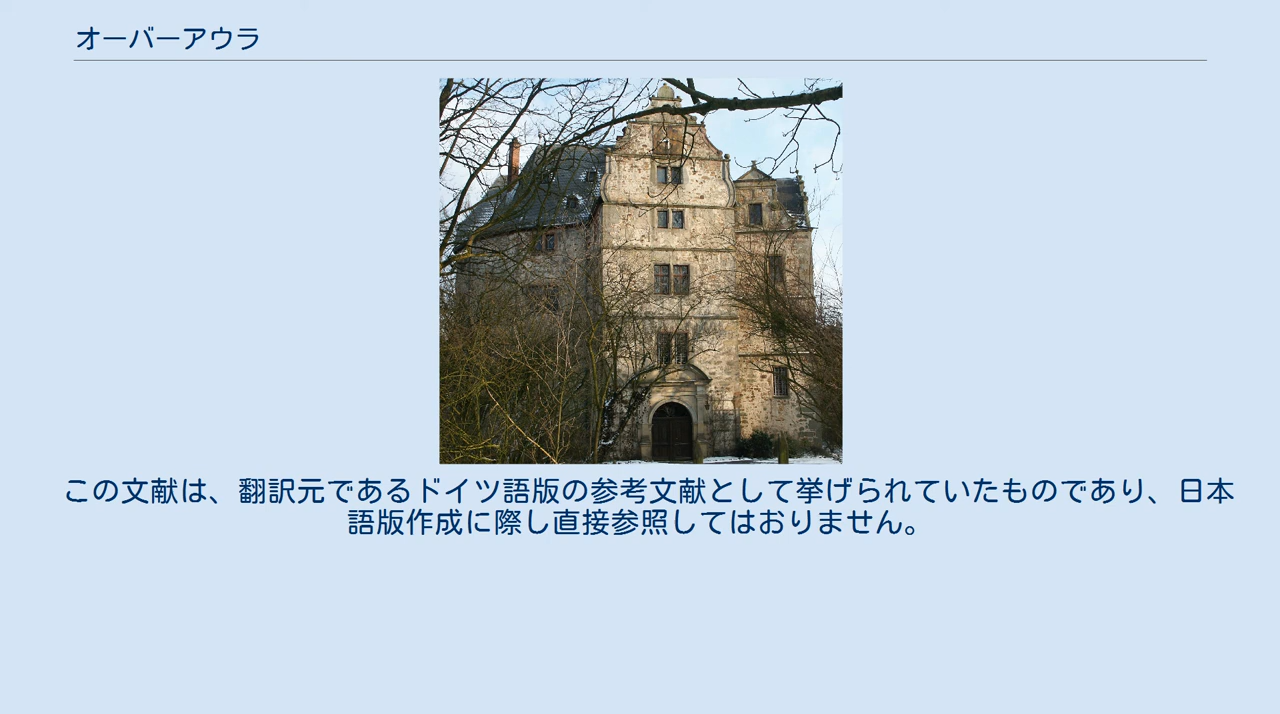 オーバーアウラ
この文献は、翻訳元であるドイツ語版の参考文献として挙げられていたものであり、日本
語版作成に際し直接参照してはおりません。